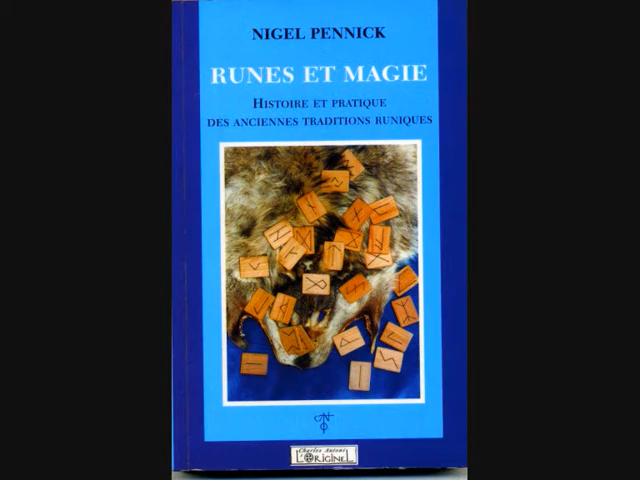 NIGEL PENNICK
RUNES ET MAGIE
HISTOIRE ET PRATIQUE
DES ANCIENNES TRADITIONS RUNIQUES
Charles Antoni
L'ORIGINEL